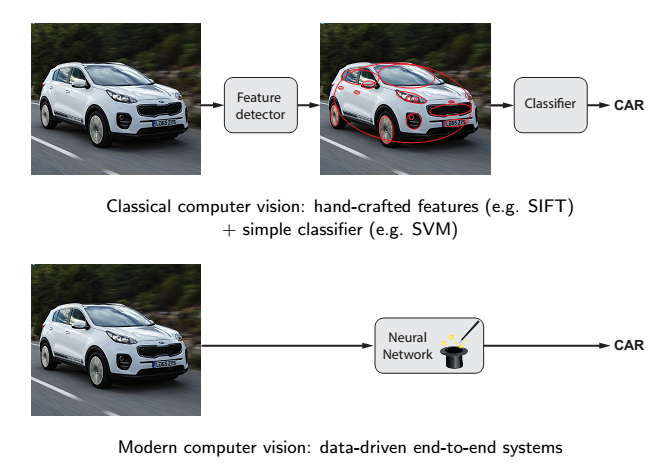 Feature
detector
Classifier
CAR
Classical computer vision: hand-crafted features (e.g. SIFT)
+ simple classifier (e.g. SVM)
Neural
Network
CAR
Modern computer vision: data-driven end-to-end systems